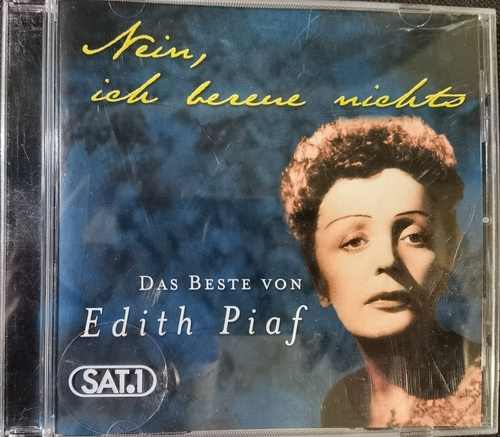 Nein,
ich bereue nichts
DAS BESTE VON
Edith Piaf
SAT.1